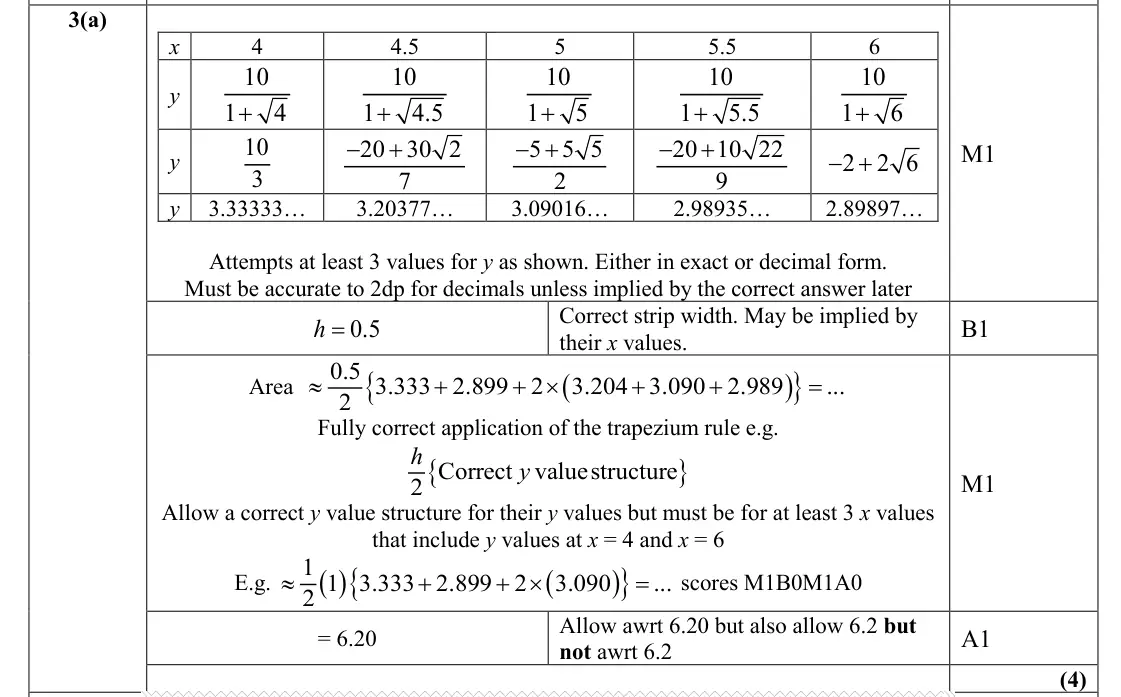 3(a)
x 4 4.5 5 5.5 6
y 10/(1+√4) 10/(1+√4.5) 10/(1+√5) 10/(1+√5.5) 10/(1+√6)
y 10/3 (−20+30√2)/7 (−5+5√5)/2 (−20+10√22)/9 −2+2√6
y 3.33333… 3.20377… 3.09016… 2.98935… 2.89897…
M1
Attempts at least 3 values for y as shown. Either in exact or decimal form.
Must be accurate to 2dp for decimals unless implied by the correct answer later
h = 0.5
Correct strip width. May be implied by
their x values.
B1
Area ≈ 0.5/2 {3.333 + 2.899 + 2×(3.204 + 3.090 + 2.989)} = ...
Fully correct application of the trapezium rule e.g.
h/2 {Correct y value structure}
Allow a correct y value structure for their y values but must be for at least 3 x values
that include y values at x = 4 and x = 6
E.g. ≈ 1/2 (1){3.333 + 2.899 + 2×(3.090)} = ... scores M1B0M1A0
M1
= 6.20
Allow awrt 6.20 but also allow 6.2 but
not awrt 6.2
A1
(4)